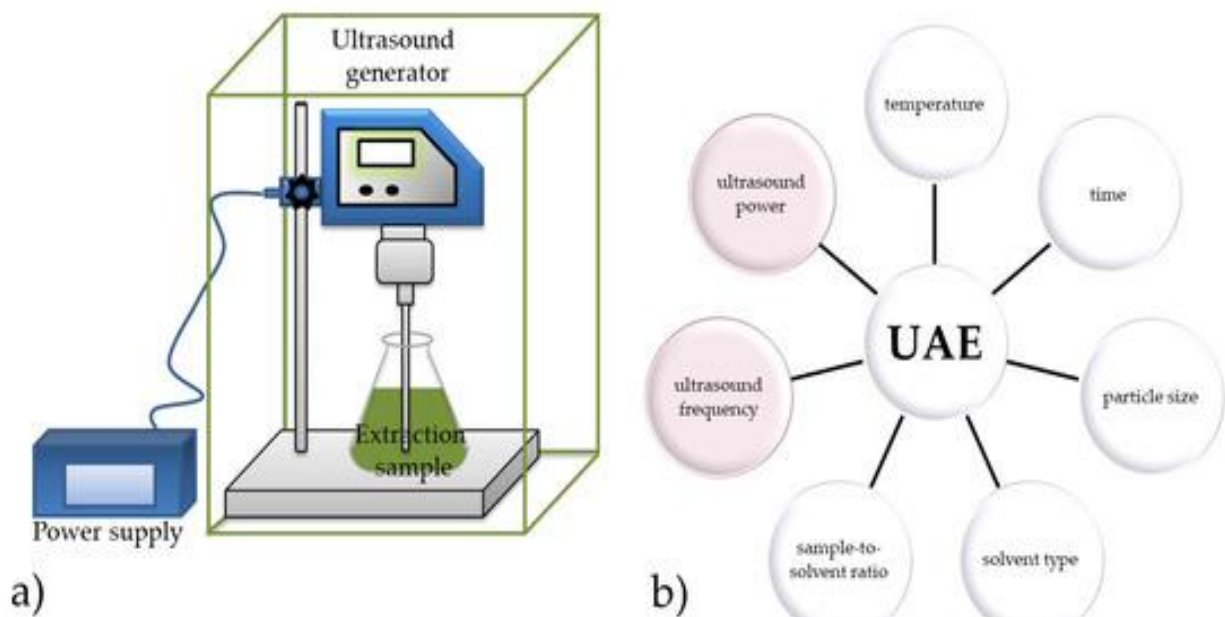 Ultrasound
generator
Extraction
sample
Power supply
a)
temperature
ultrasound
power
time
UAE
ultrasound
frequency
particle size
sample-to-
solvent ratio
solvent type
b)